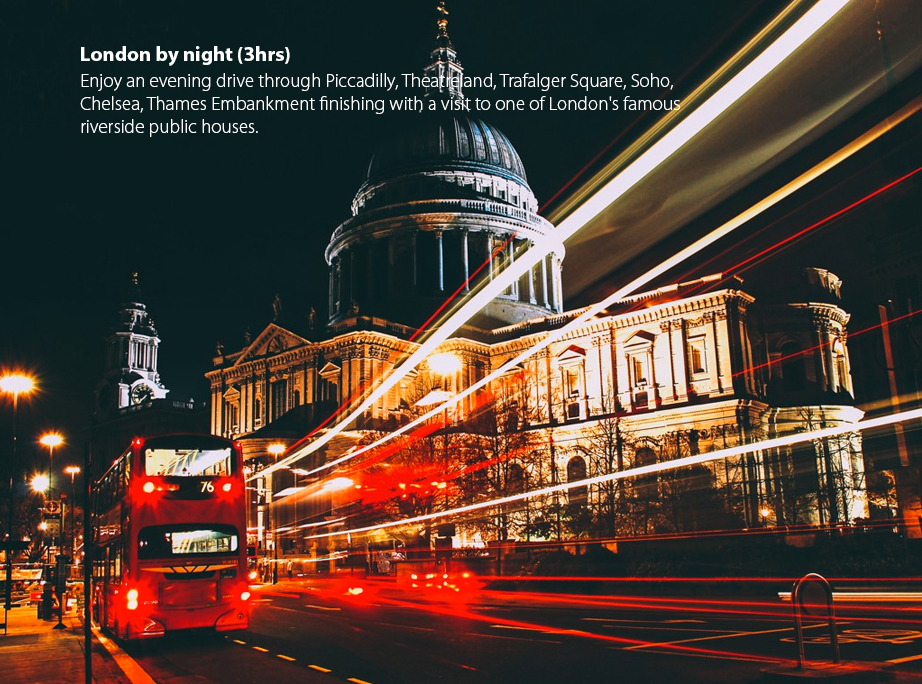 London by night (3hrs)
Enjoy an evening drive through Piccadilly, Theatreland, Trafalger Square, Soho,
Chelsea, Thames Embankment finishing with a visit to one of London's famous
riverside public houses.
76